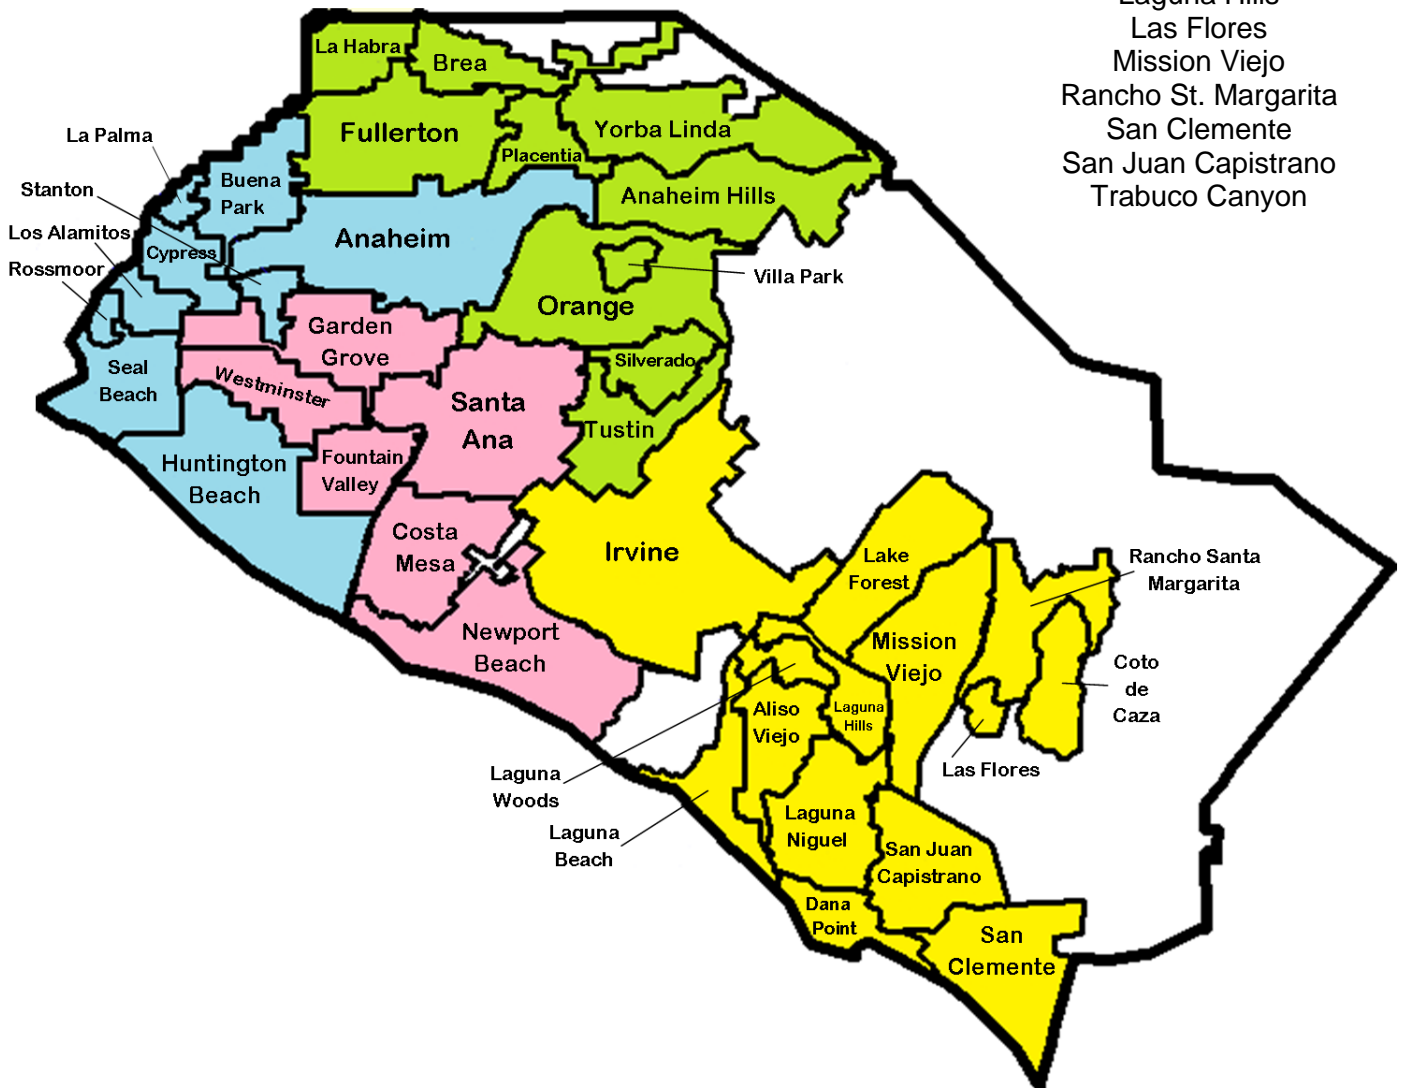 Laguna Hills
Las Flores
Mission Viejo
Rancho St. Margarita
San Clemente
San Juan Capistrano
Trabuco Canyon
La Habra
Brea
Fullerton
Yorba Linda
Placentia
La Palma
Buena
Park
Stanton
Anaheim Hills
Los Alamitos
Cypress
Anaheim
Rossmoor
Villa Park
Orange
Garden
Grove
Seal
Beach
Silverado
Westminster
Santa
Ana
Tustin
Huntington
Beach
Fountain
Valley
Costa
Mesa
Irvine
Lake
Forest
Rancho Santa
Margarita
Newport
Beach
Mission
Viejo
Coto
de
Caza
Aliso
Viejo
Laguna
Hills
Las Flores
Laguna
Woods
Laguna
Beach
Laguna
Niguel
San Juan
Capistrano
Dana
Point
San
Clemente